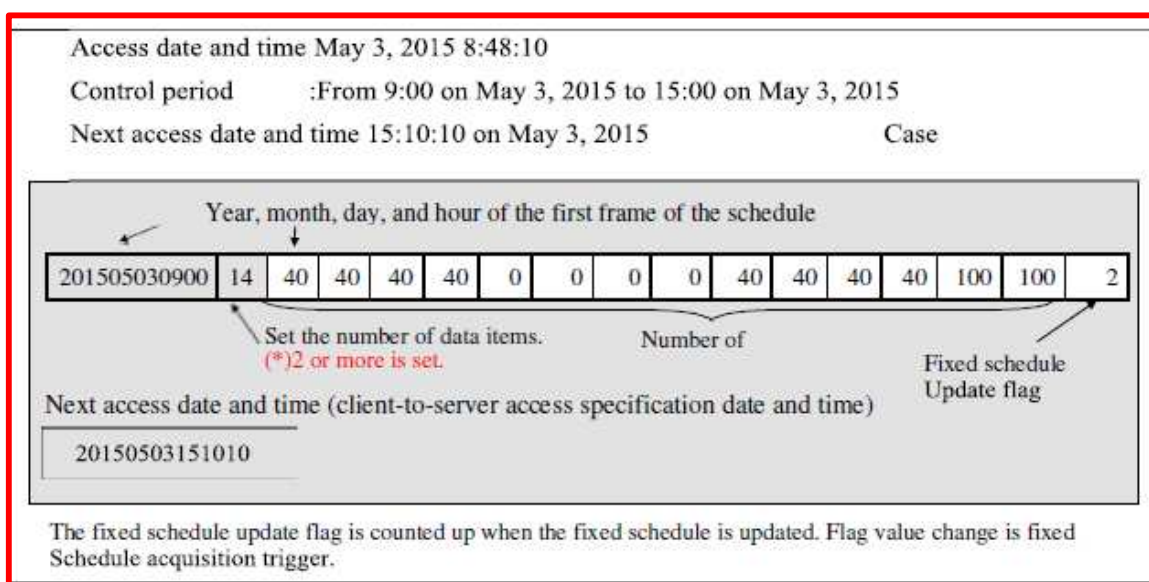 Access date and time May 3, 2015 8:48:10
Control period :From 9:00 on May 3, 2015 to 15:00 on May 3, 2015
Next access date and time 15:10:10 on May 3, 2015 Case
Year, month, day, and hour of the first frame of the schedule
201505030900 14 40 40 40 40 0 0 0 0 40 40 40 40 100 100 2
Set the number of data items.
(*)2 or more is set.
Number of
Fixed schedule
Update flag
Next access date and time (client-to-server access specification date and time)
20150503151010
The fixed schedule update flag is counted up when the fixed schedule is updated. Flag value change is fixed
Schedule acquisition trigger.